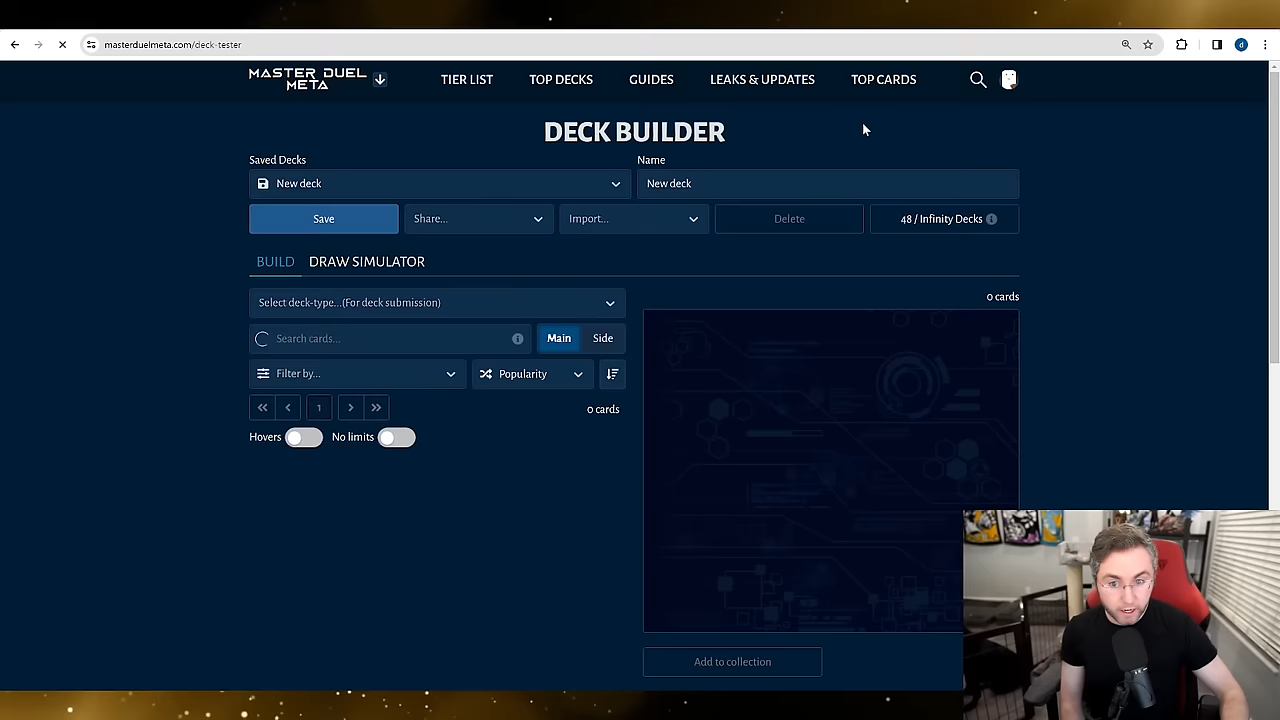 masterduelmeta.com/deck-tester
d
MASTER DUEL META
TIER LIST
TOP DECKS
GUIDES
LEAKS & UPDATES
TOP CARDS
DECK BUILDER
Saved Decks
Name
New deck
New deck
Save
Share...
Import...
Delete
48 / Infinity Decks
BUILD
DRAW SIMULATOR
Select deck-type...(For deck submission)
0 cards
Search cards...
Main
Side
Filter by...
Popularity
1
0 cards
Hovers
No limits
Add to collection